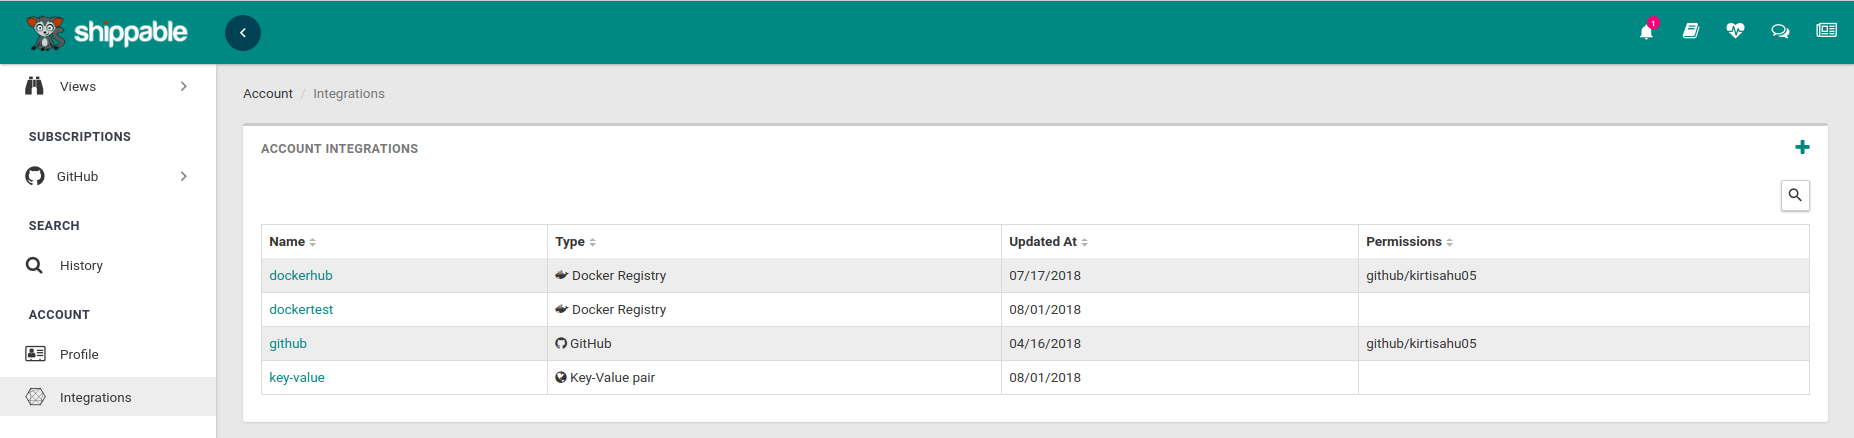 shippable
1
Views
SUBSCRIPTIONS
GitHub
SEARCH
History
ACCOUNT
Profile
Integrations
Account / Integrations
ACCOUNT INTEGRATIONS
Name Type Updated At Permissions
dockerhub Docker Registry 07/17/2018 github/kirtisahu05
dockertest Docker Registry 08/01/2018
github GitHub 04/16/2018 github/kirtisahu05
key-value Key-Value pair 08/01/2018